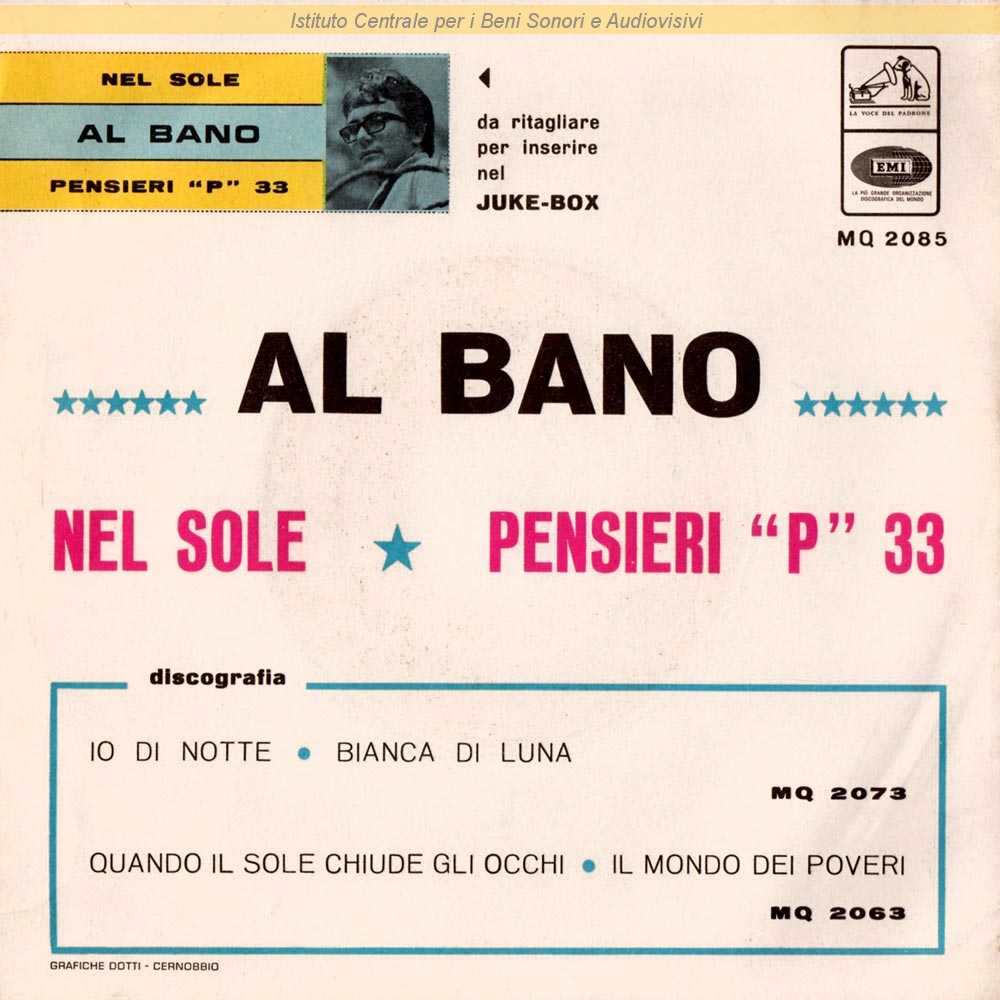 Istituto Centrale per i Beni Sonori e Audiovisivi
NEL SOLE
AL BANO
PENSIERI “P” 33
da ritagliare
per inserire
nel
JUKE-BOX
LA VOCE DEL PADRONE
EMI
LA PIÙ GRANDE ORGANIZZAZIONE
DISCOGRAFICA DEL MONDO
MQ 2085
AL BANO
NEL SOLE PENSIERI “P” 33
discografia
IO DI NOTTE • BIANCA DI LUNA
MQ 2073
QUANDO IL SOLE CHIUDE GLI OCCHI • IL MONDO DEI POVERI
MQ 2063
GRAFICHE DOTTI - CERNOBBIO